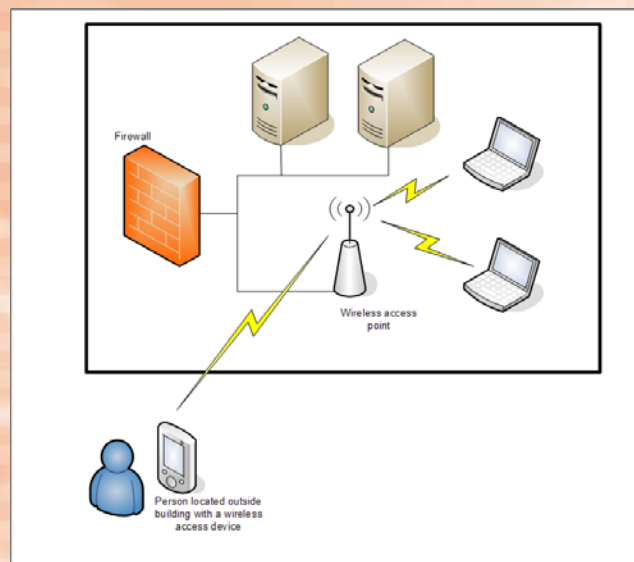 Firewall
Wireless access
point
Person located outside
building with a wireless
access device